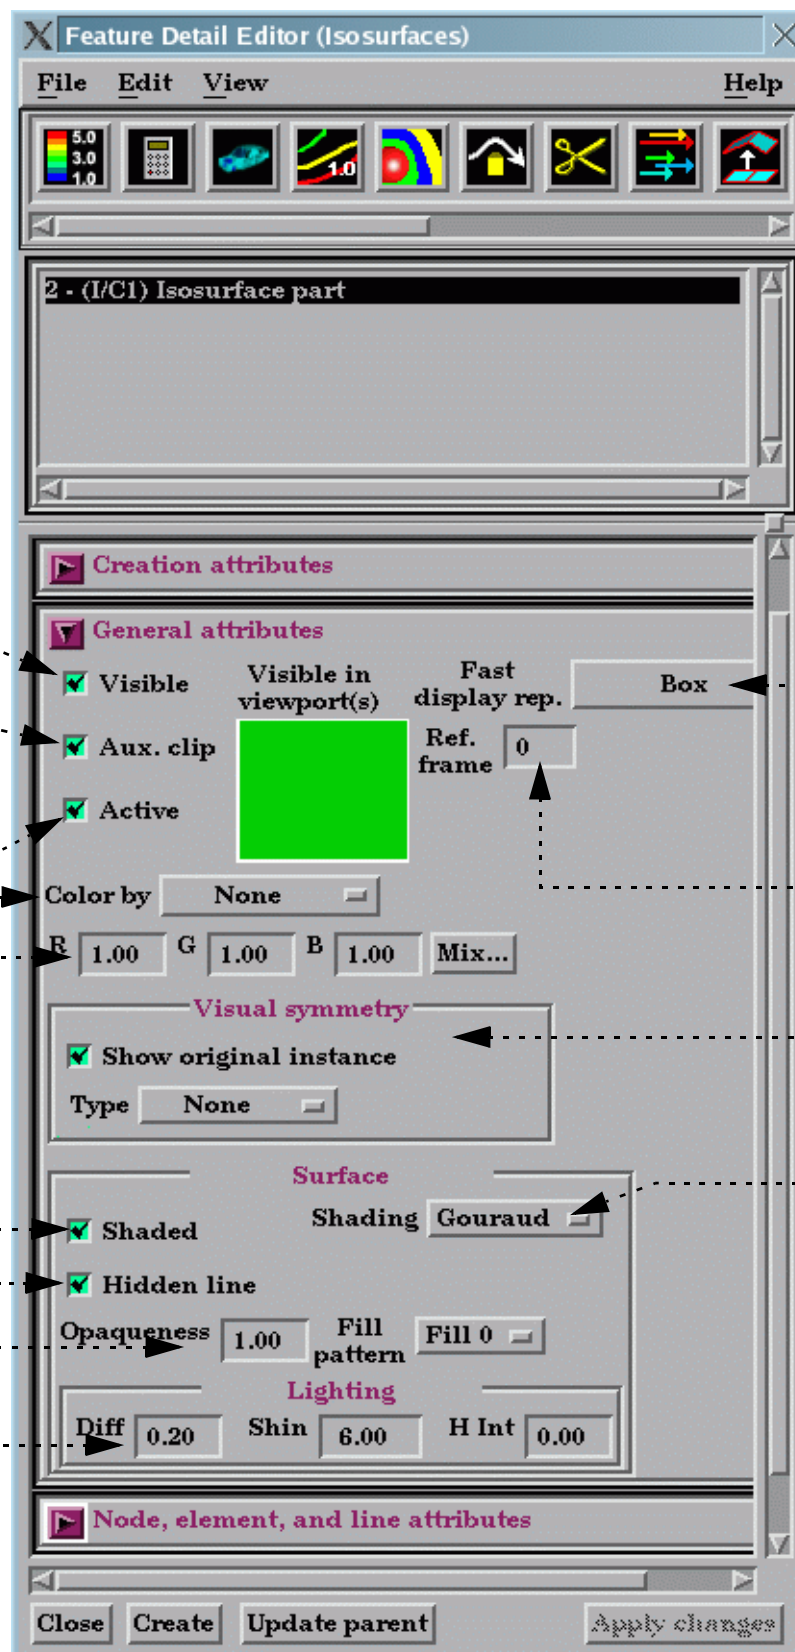 Feature Detail Editor (Isosurfaces)
File Edit View Help
5.0
3.0
1.0
1.0
2 - (I/C1) Isosurface part
Creation attributes
General attributes
Visible
Visible in
viewport(s)
Fast
display rep.
Box
Aux. clip
Ref.
frame
0
Active
Color by None
R 1.00 G 1.00 B 1.00 Mix...
Visual symmetry
Show original instance
Type None
Surface
Shaded
Shading Gouraud
Hidden line
Opaqueness 1.00
Fill
pattern
Fill 0
Lighting
Diff 0.20 Shin 6.00 H Int 0.00
Node, element, and line attributes
Close Create Update parent Apply changes